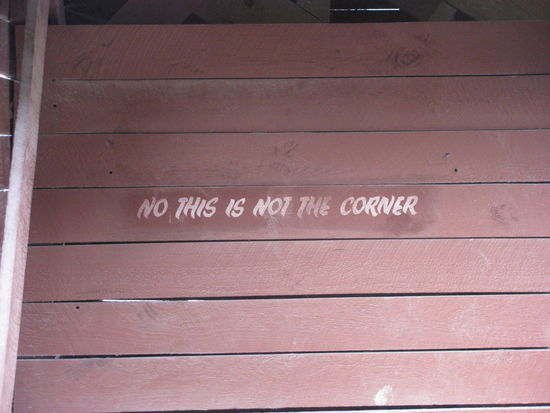 NO THIS IS NOT THE CORNER